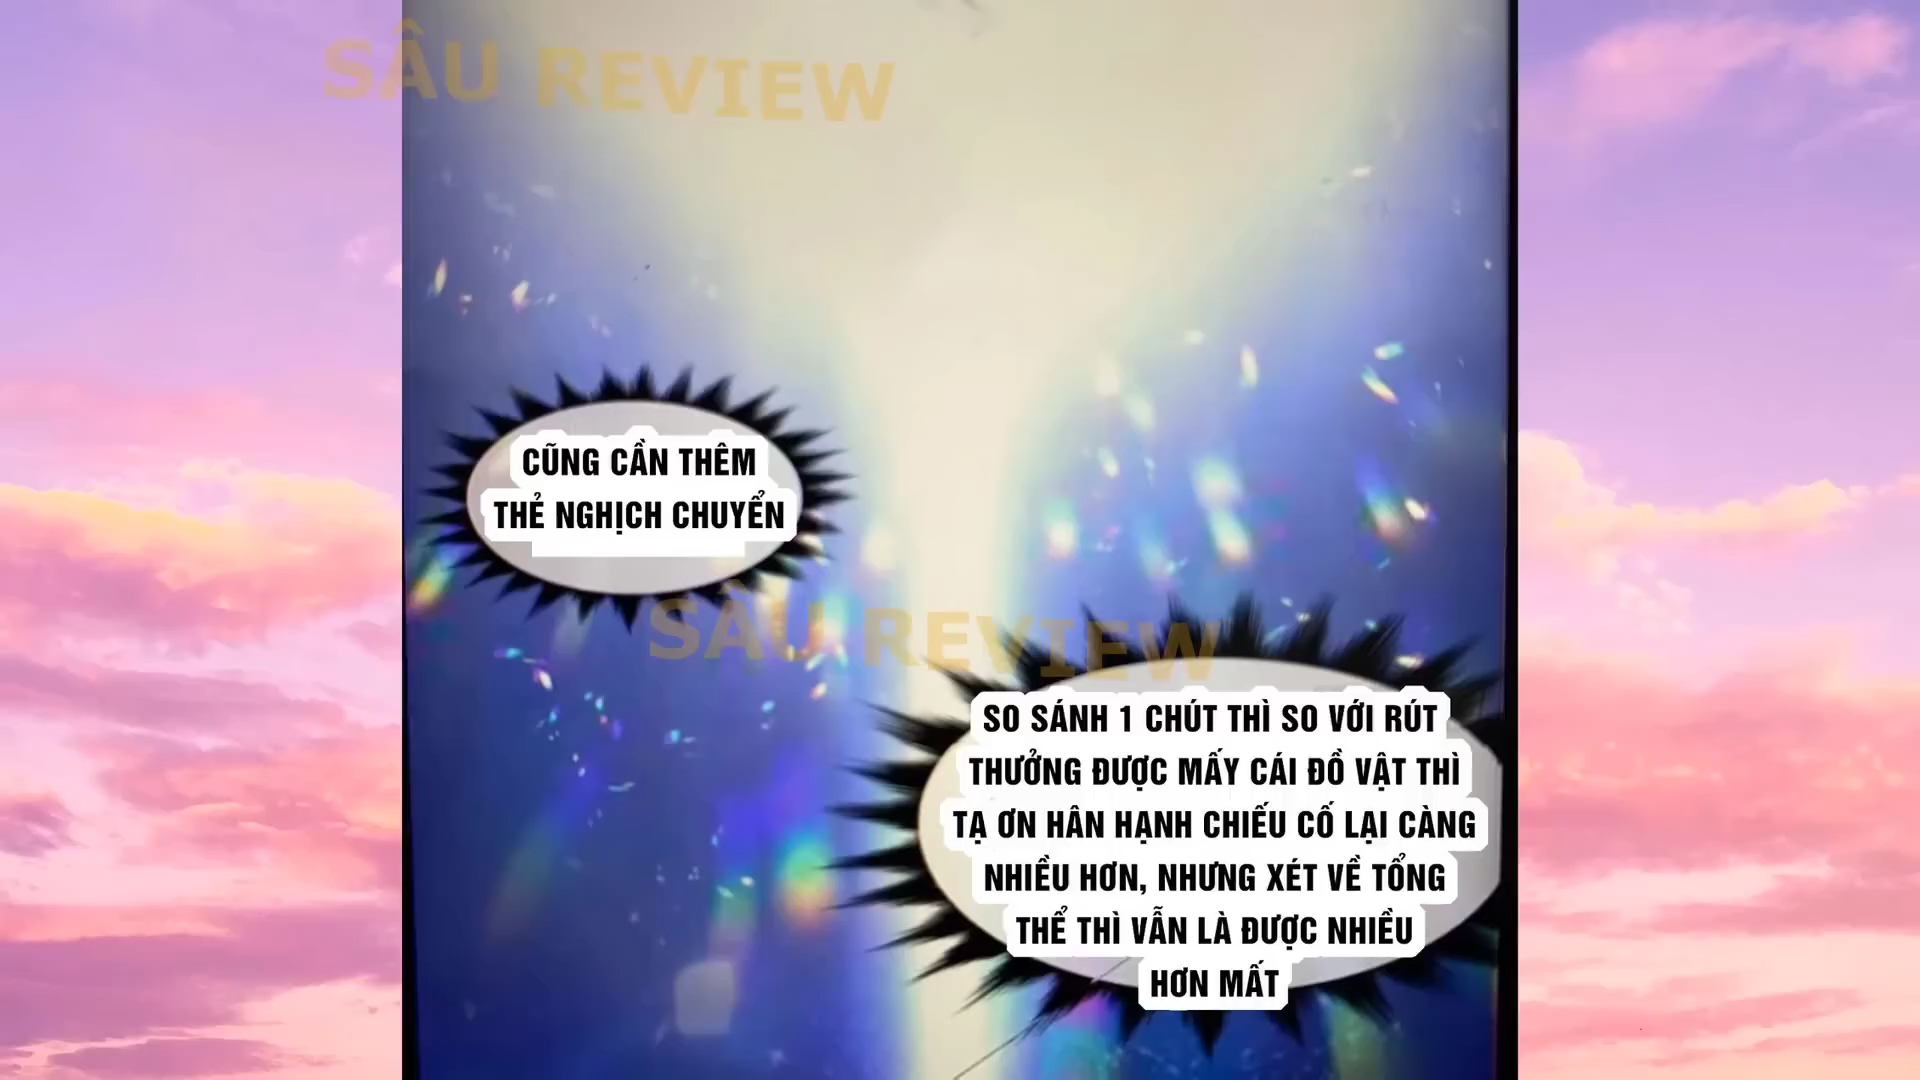 SÂU REVIEW
CŨNG CẦN THÊM
THẺ NGHỊCH CHUYỂN
SÂU REVIEW
SO SÁNH 1 CHÚT THÌ SO VỚI RÚT
THƯỞNG ĐƯỢC MẤY CÁI ĐỒ VẬT THÌ
TẠ ƠN HÂN HẠNH CHIẾU CỐ LẠI CÀNG
NHIỀU HƠN, NHƯNG XÉT VỀ TỔNG
THỂ THÌ VẪN LÀ ĐƯỢC NHIỀU
HƠN MẤT